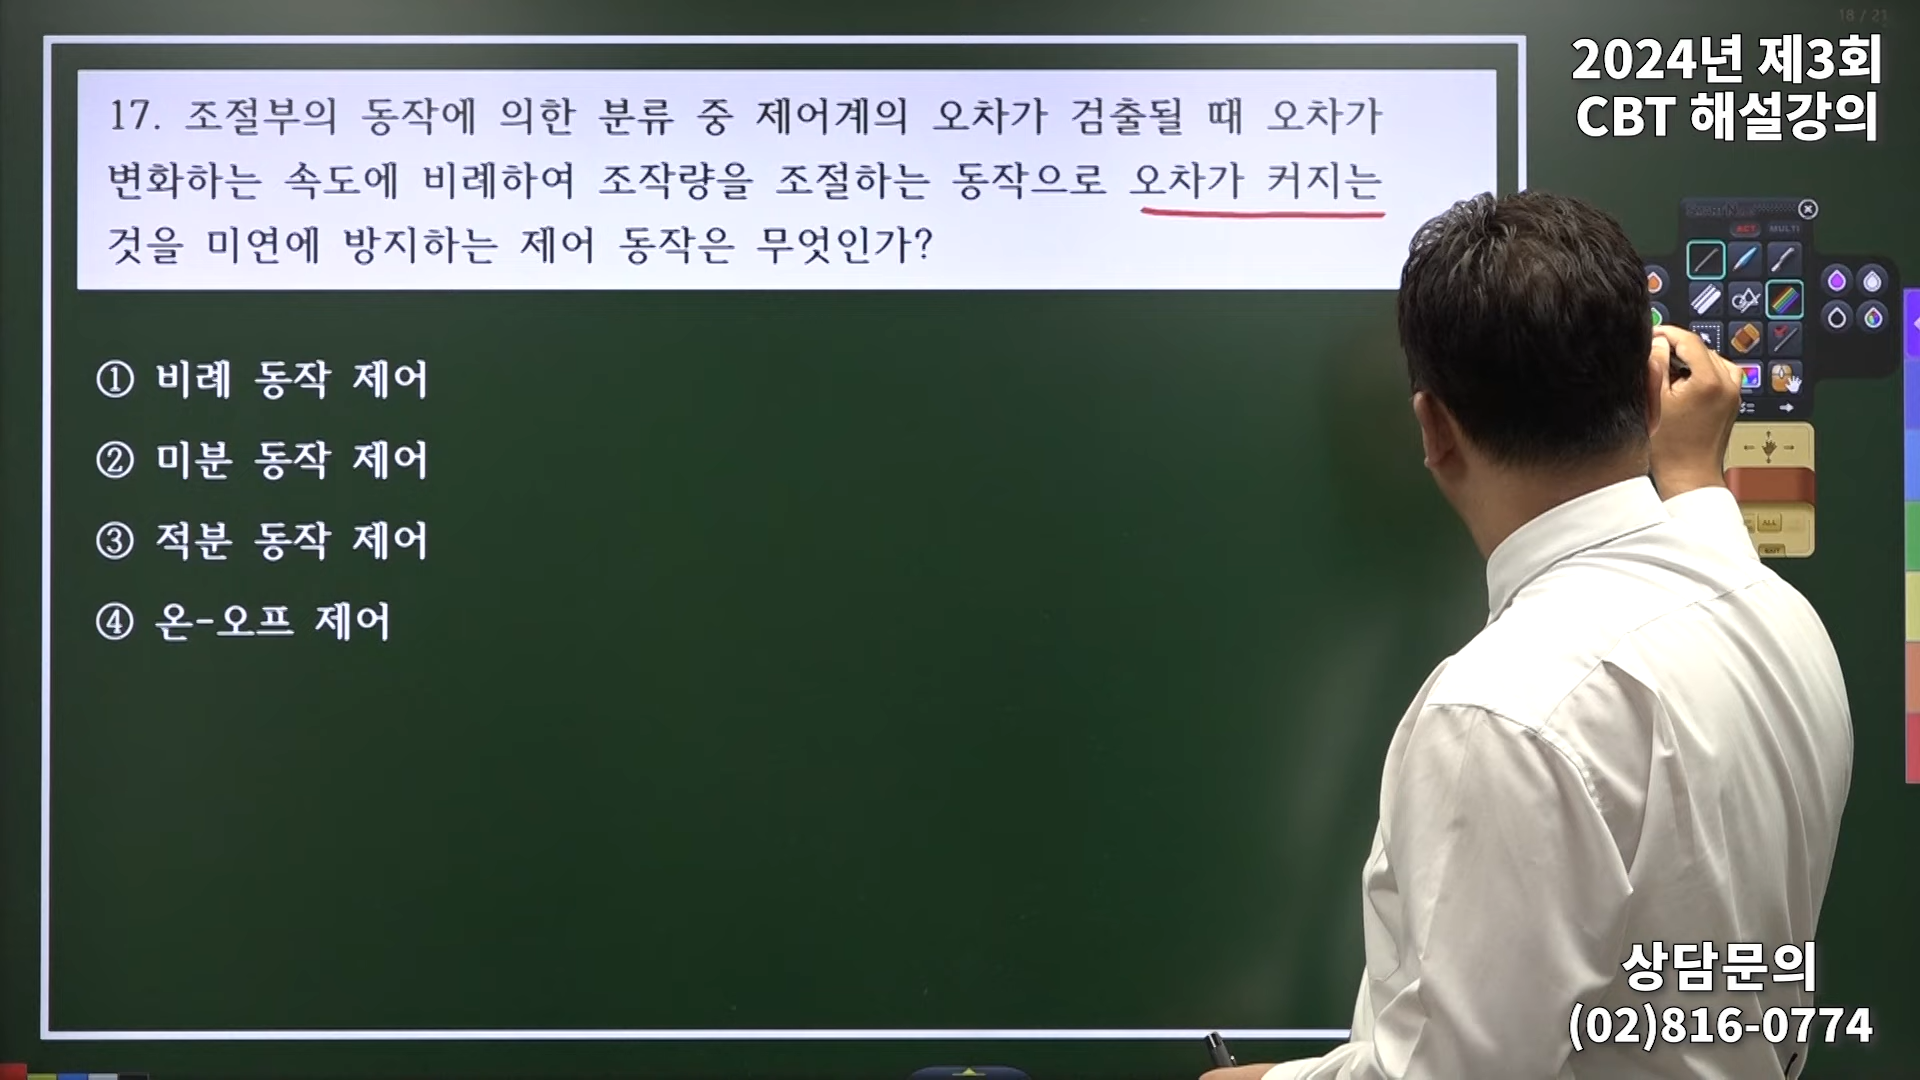 18 / 21
2024년 제3회
CBT 해설강의
17. 조절부의 동작에 의한 분류 중 제어계의 오차가 검출될 때 오차가
변화하는 속도에 비례하여 조작량을 조절하는 동작으로 오차가 커지는
것을 미연에 방지하는 제어 동작은 무엇인가?
① 비례 동작 제어
② 미분 동작 제어
③ 적분 동작 제어
④ 온-오프 제어
ACT MULTI
ALL
EXIT
상담문의
(02)816-0774